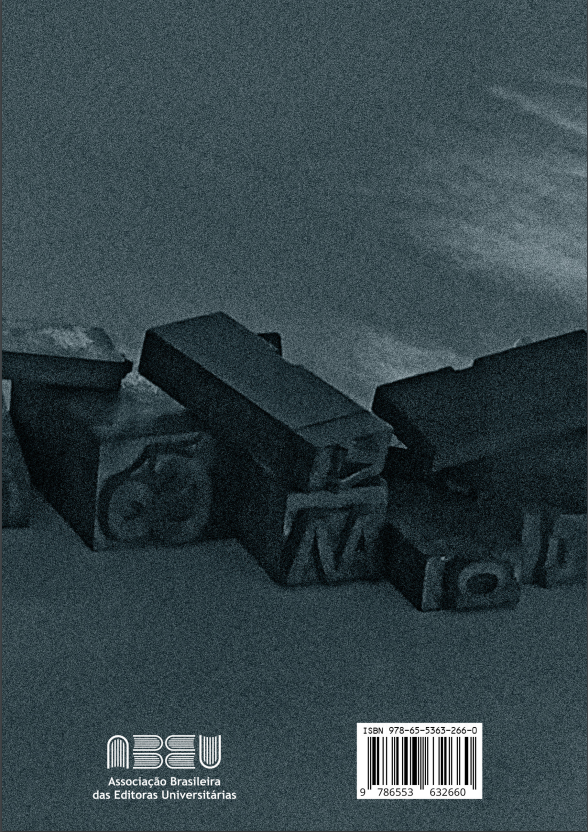 ABEU
Associação Brasileira
das Editoras Universitárias
ISBN 978-65-5363-266-0
9 786553 632660